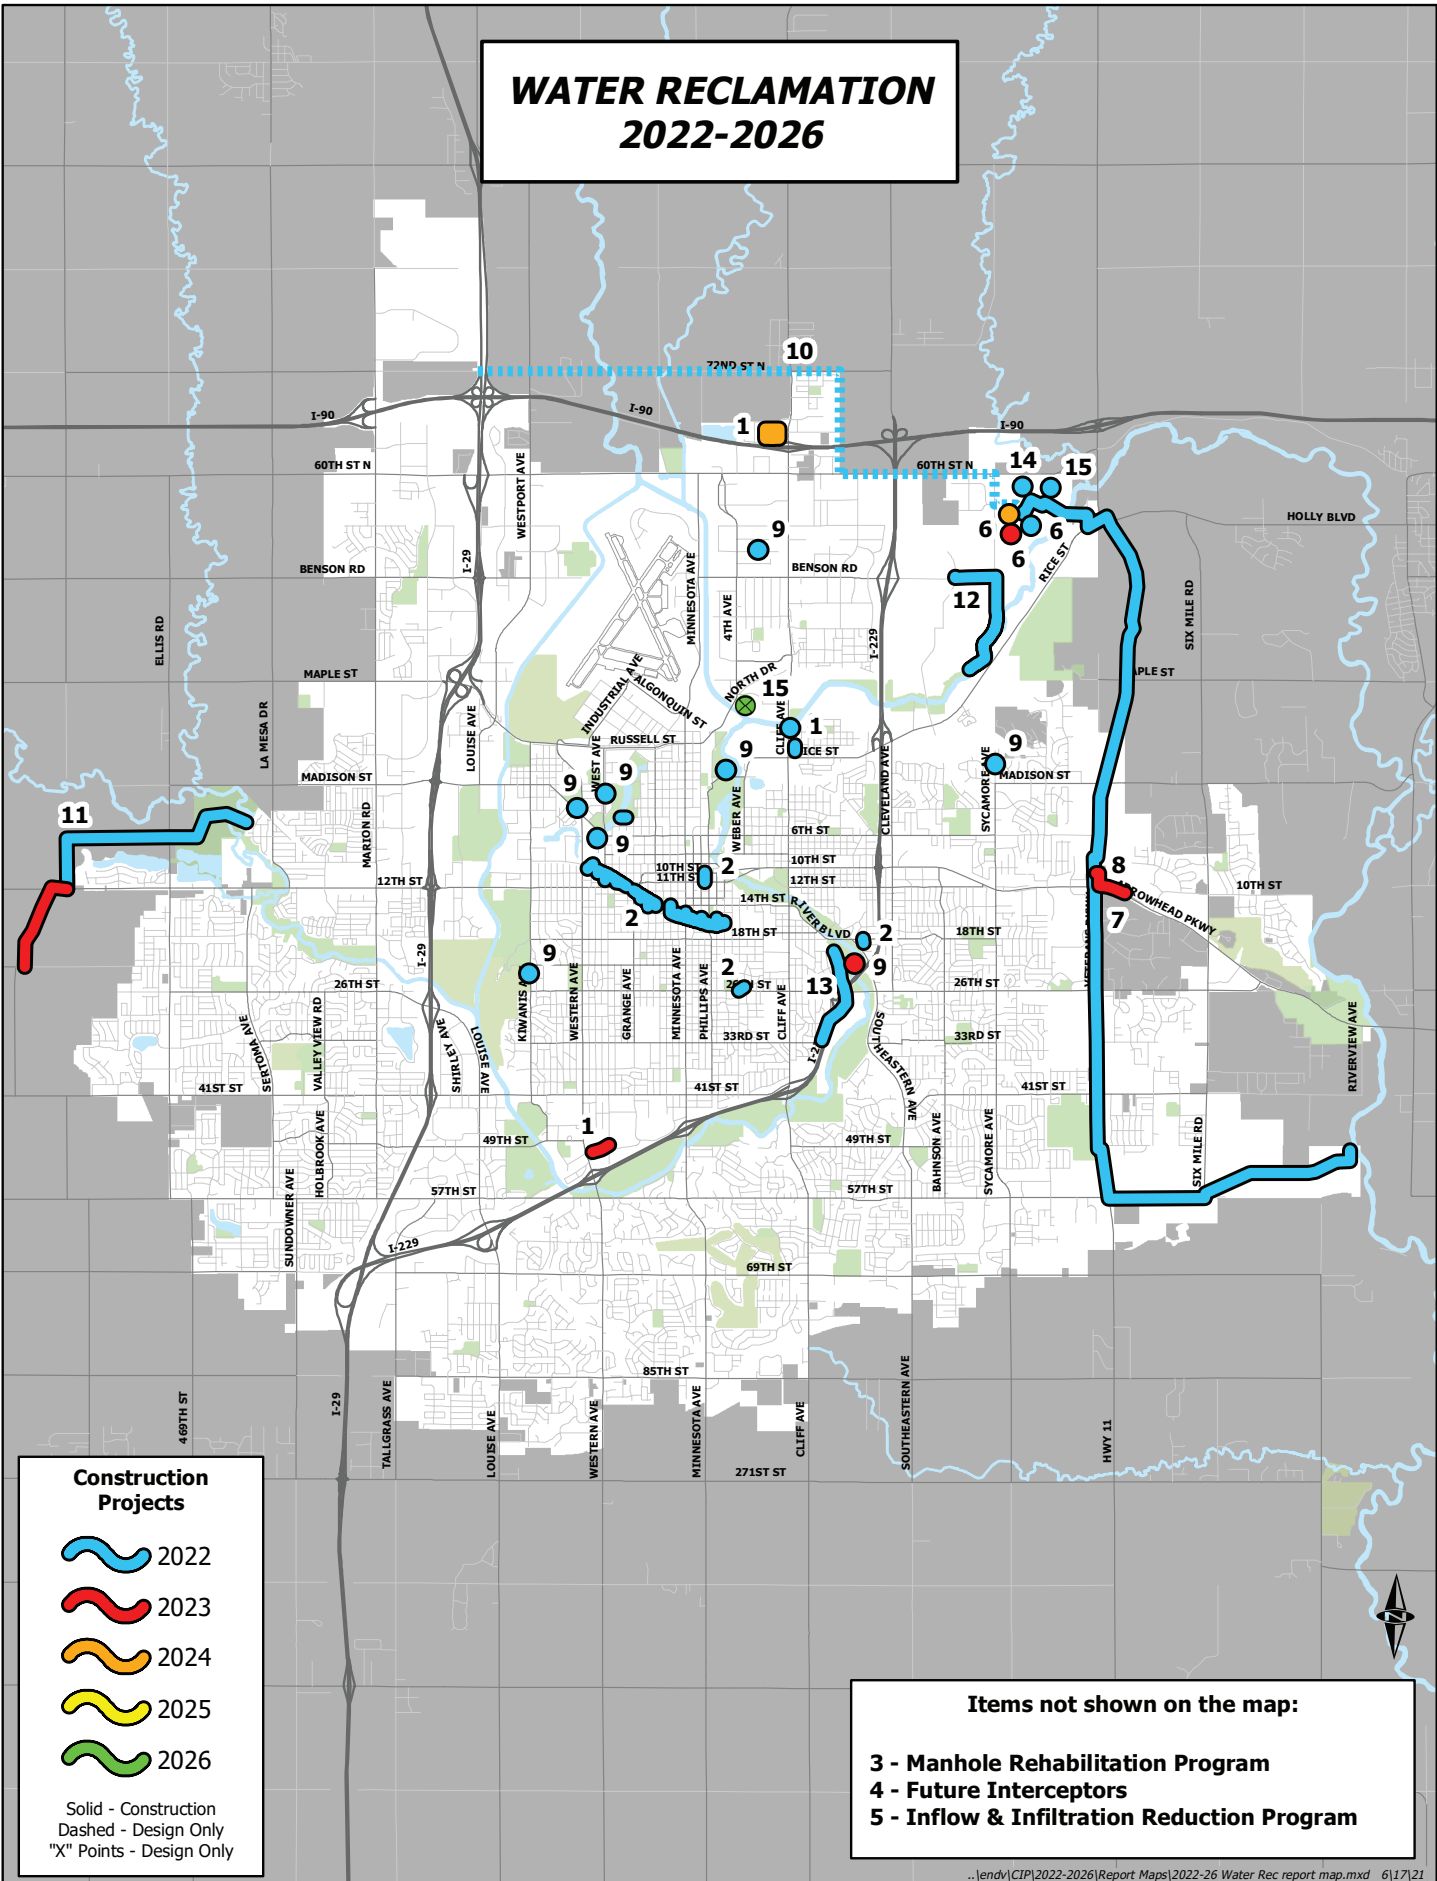 WATER RECLAMATION
2022-2026
72ND ST N
10
I-90
I-90
1
I-90
60TH ST N
60TH ST N
14
15
WESTPORT AVE
HOLLY BLVD
6
6
6
9
I-29
BENSON RD
BENSON RD
RICE ST
MINNESOTA AVE
4TH AVE
12
I-229
SIX MILE RD
ELLIS RD
MAPLE ST
INDUSTRIAL AVE
ALGONQUIN ST
NORTH DR
15
LA MESA DR
LOUISE AVE
RUSSELL ST
CLIFF AVE
1
9
WEST AVE
9
9
9
MADISON ST
CLEVELAND AVE
SYCAMORE AVE
MADISON ST
11
MARION RD
9
WEBER AVE
6TH ST
10TH ST
11TH ST
2
10TH ST
12TH ST
8
12TH ST
14TH ST
RIVER BLVD
ARROWHEAD PKWY
10TH ST
7
2
18TH ST
2
18TH ST
I-29
9
9
26TH ST
2
13
26TH ST
KIWANIS
WESTERN AVE
GRANGE AVE
MINNESOTA AVE
PHILLIPS AVE
CLIFF AVE
33RD ST
33RD ST
SERTOMA AVE
VALLEY VIEW RD
SHIRLEY AVE
LOUISE AVE
SOUTHEASTERN AVE
RIVERVIEW AVE
41ST ST
41ST ST
41ST ST
HOLBROOK AVE
1
49TH ST
49TH ST
BAHNSON AVE
SYCAMORE AVE
SIX MILE RD
SUNDOWNER AVE
57TH ST
57TH ST
I-229
69TH ST
85TH ST
469TH ST
I-29
TALLGRASS AVE
LOUISE AVE
WESTERN AVE
MINNESOTA AVE
CLIFF AVE
SOUTHEASTERN AVE
HWY 11
271ST ST
Construction
Projects
2022
2023
2024
2025
2026
Solid - Construction
Dashed - Design Only
"X" Points - Design Only
N
Items not shown on the map:
3 - Manhole Rehabilitation Program
4 - Future Interceptors
5 - Inflow & Infiltration Reduction Program
..\endv\CIP\2022-2026\Report Maps\2022-26 Water Rec report map.mxd 6\17\21